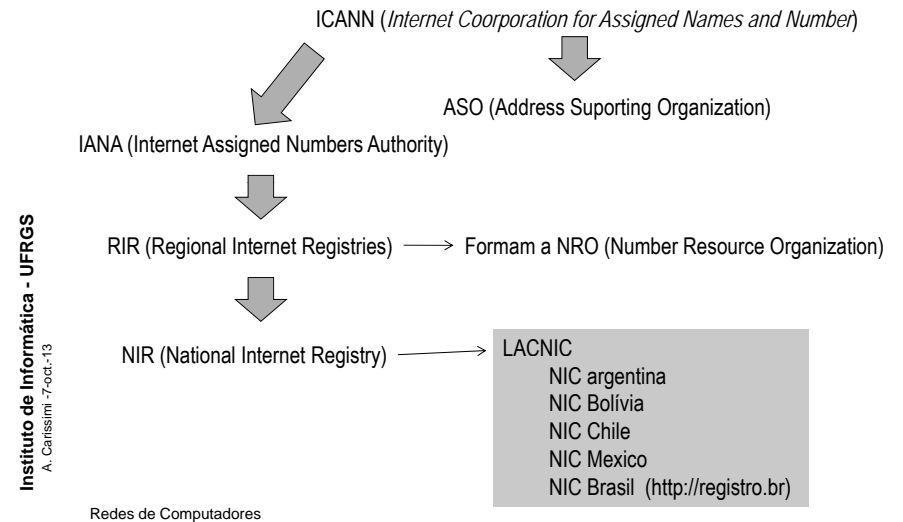 ICANN (Internet Coorporation for Assigned Names and Number)
ASO (Address Suporting Organization)
IANA (Internet Assigned Numbers Authority)
RIR (Regional Internet Registries)
Formam a NRO (Number Resource Organization)
NIR (National Internet Registry)
LACNIC
NIC argentina
NIC Bolívia
NIC Chile
NIC Mexico
NIC Brasil (http://registro.br)
Instituto de Informática - UFRGS
A. Carissimi -7-oct.-13
Redes de Computadores